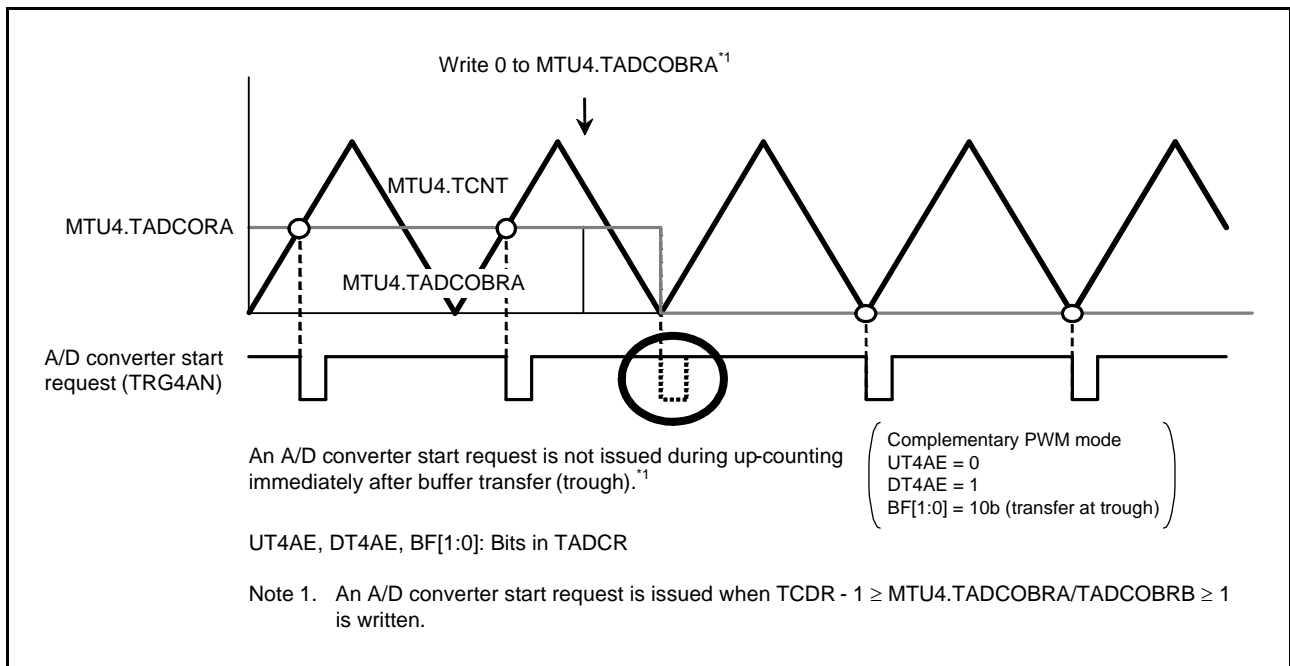 Write 0 to MTU4.TADCOBRA*1
MTU4.TCNT
MTU4.TADCORA
MTU4.TADCOBRA
A/D converter start
request (TRG4AN)
An A/D converter start request is not issued during up-counting
immediately after buffer transfer (trough).*1
Complementary PWM mode
UT4AE = 0
DT4AE = 1
BF[1:0] = 10b (transfer at trough)
UT4AE, DT4AE, BF[1:0]: Bits in TADCR
Note 1. An A/D converter start request is issued when TCDR - 1 ≥ MTU4.TADCOBRA/TADCOBRB ≥ 1
is written.